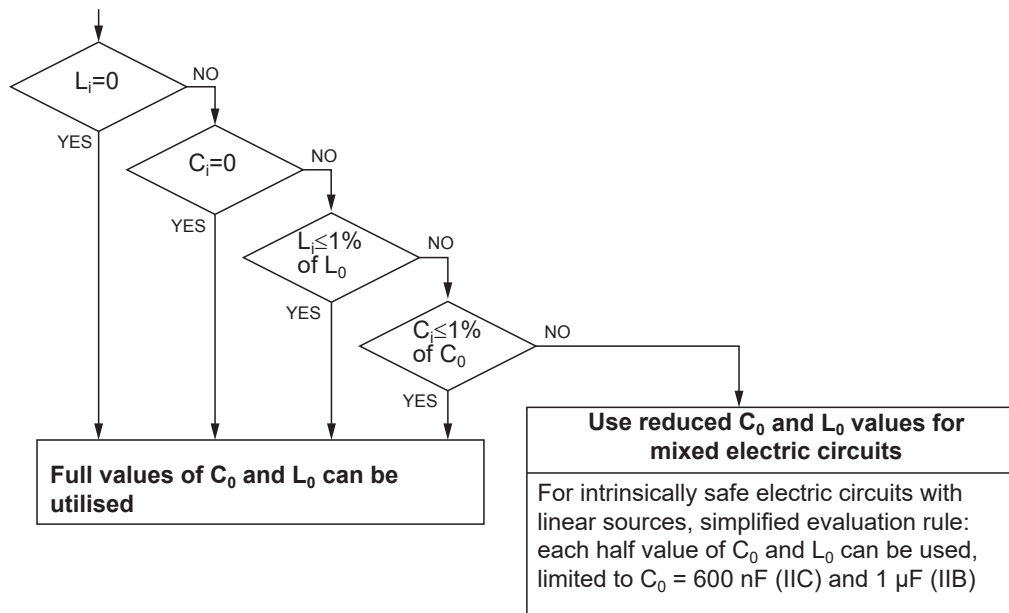 L₁=0
NO
YES
Cᵢ=0
NO
YES
Lᵢ≤1%
of L₀
NO
YES
Cᵢ≤1%
of C₀
NO
YES
Full values of C₀ and L₀ can be
utilised
Use reduced C₀ and L₀ values for
mixed electric circuits
For intrinsically safe electric circuits with
linear sources, simplified evaluation rule:
each half value of C₀ and L₀ can be used,
limited to C₀ = 600 nF (IIC) and 1 µF (IIB)